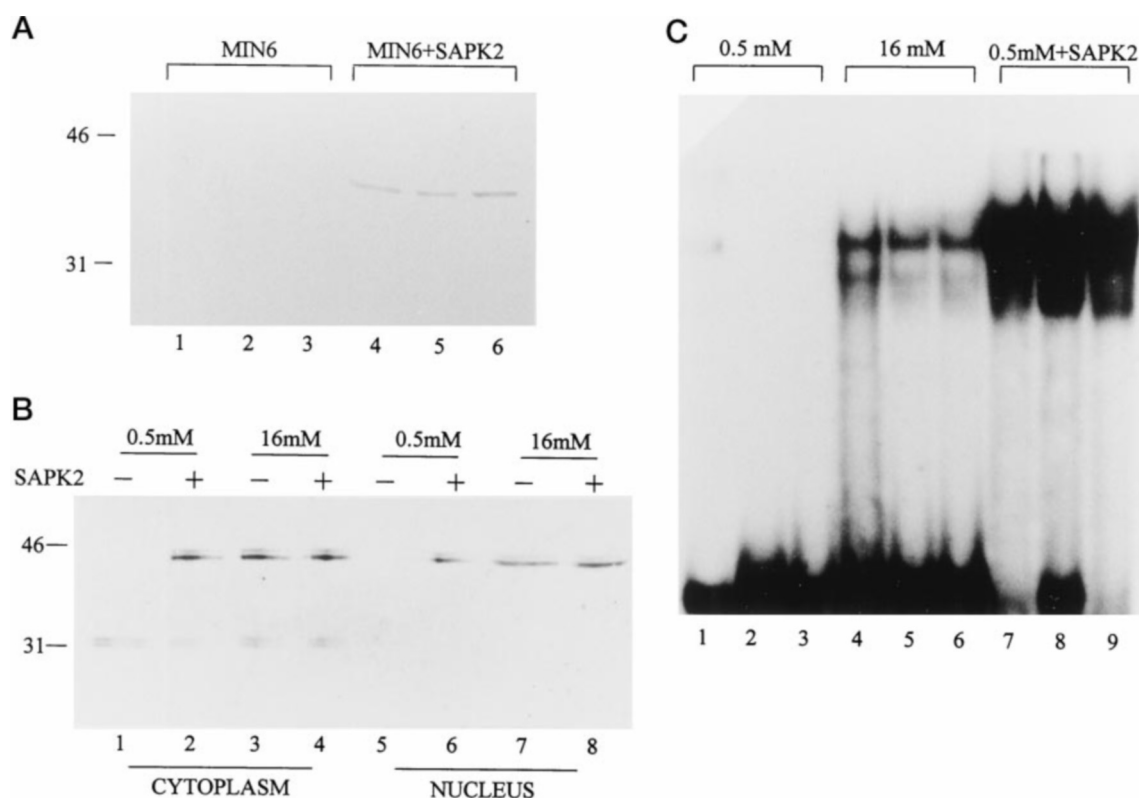 A
MIN6 MIN6+SAPK2
46
31
1 2 3 4 5 6
B
0.5mM 16mM 0.5mM 16mM
SAPK2 − + − + − + − +
46
31
1 2 3 4 5 6 7 8
CYTOPLASM NUCLEUS
C
0.5 mM 16 mM 0.5mM+SAPK2
1 2 3 4 5 6 7 8 9